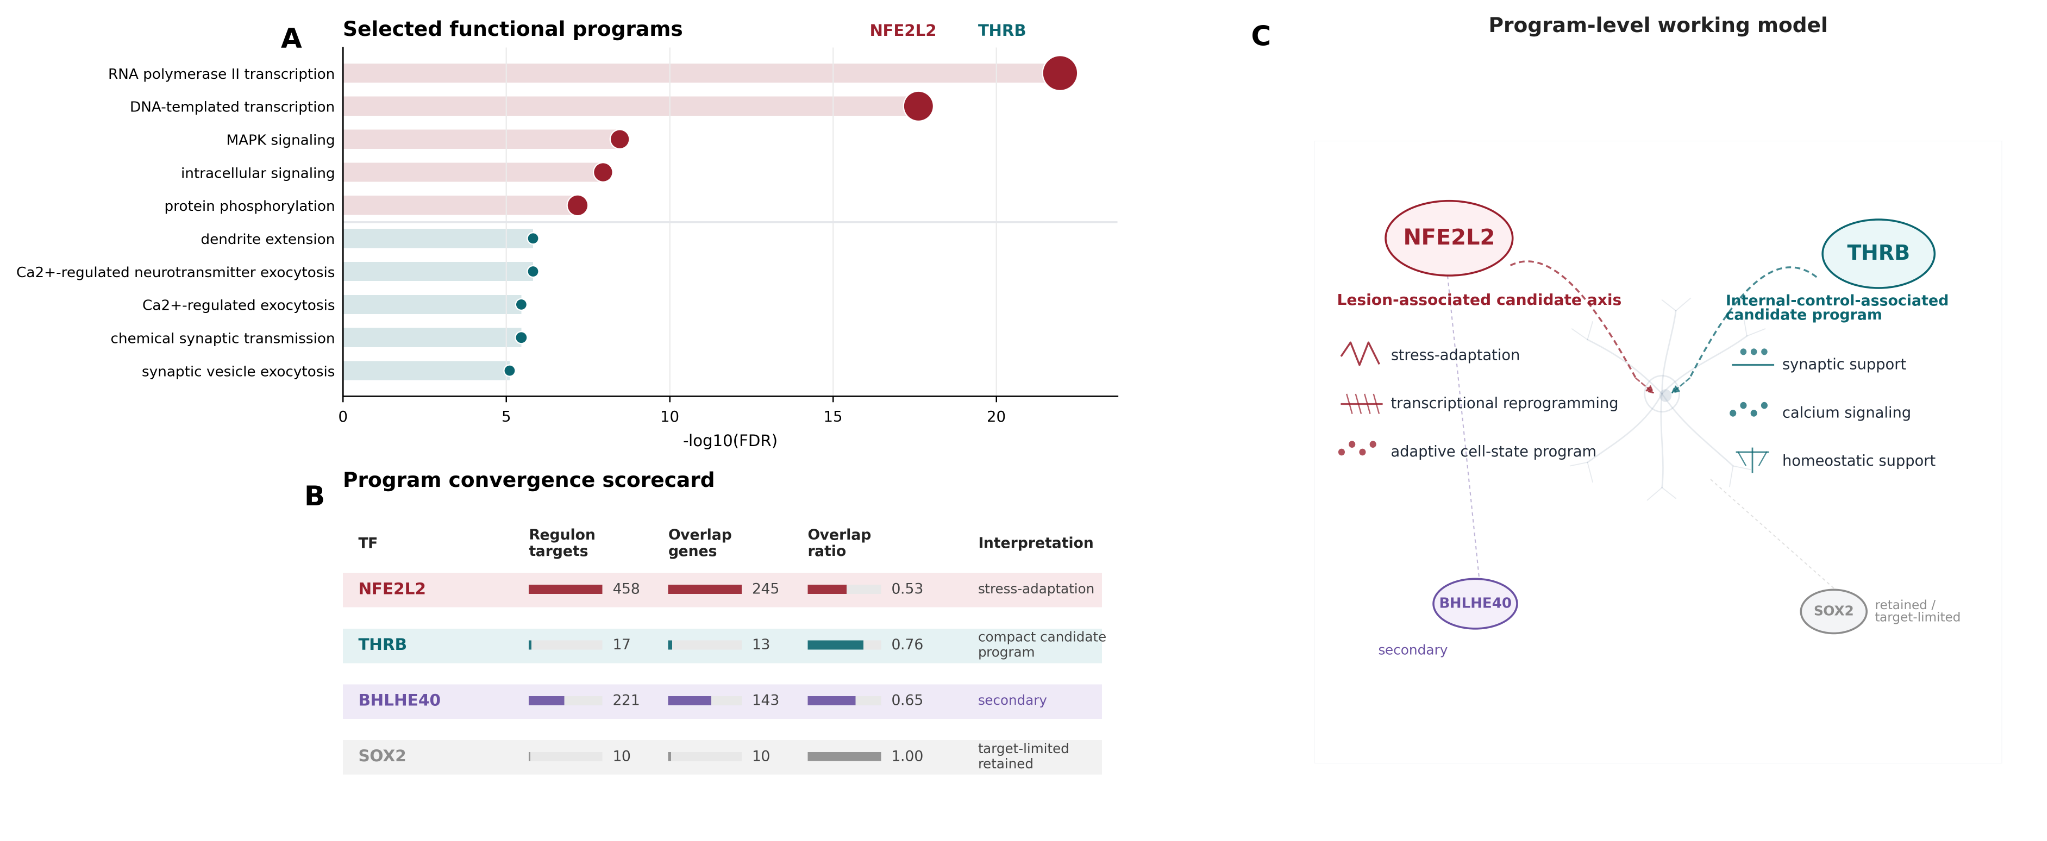 A
Selected functional programs
NFE2L2
THRB
RNA polymerase II transcription
DNA-templated transcription
MAPK signaling
intracellular signaling
protein phosphorylation
dendrite extension
Ca2+-regulated neurotransmitter exocytosis
Ca2+-regulated exocytosis
chemical synaptic transmission
synaptic vesicle exocytosis
0 5 10 15 20
-log10(FDR)
B
Program convergence scorecard
TF
Regulon
targets
Overlap
genes
Overlap
ratio
Interpretation
NFE2L2 458 245 0.53 stress-adaptation
THRB 17 13 0.76 compact candidate
program
BHLHE40 221 143 0.65 secondary
SOX2 10 10 1.00 target-limited
retained
C
Program-level working model
NFE2L2
Lesion-associated candidate axis
stress-adaptation
transcriptional reprogramming
adaptive cell-state program
THRB
Internal-control-associated
candidate program
synaptic support
calcium signaling
homeostatic support
BHLHE40
secondary
SOX2
retained /
target-limited